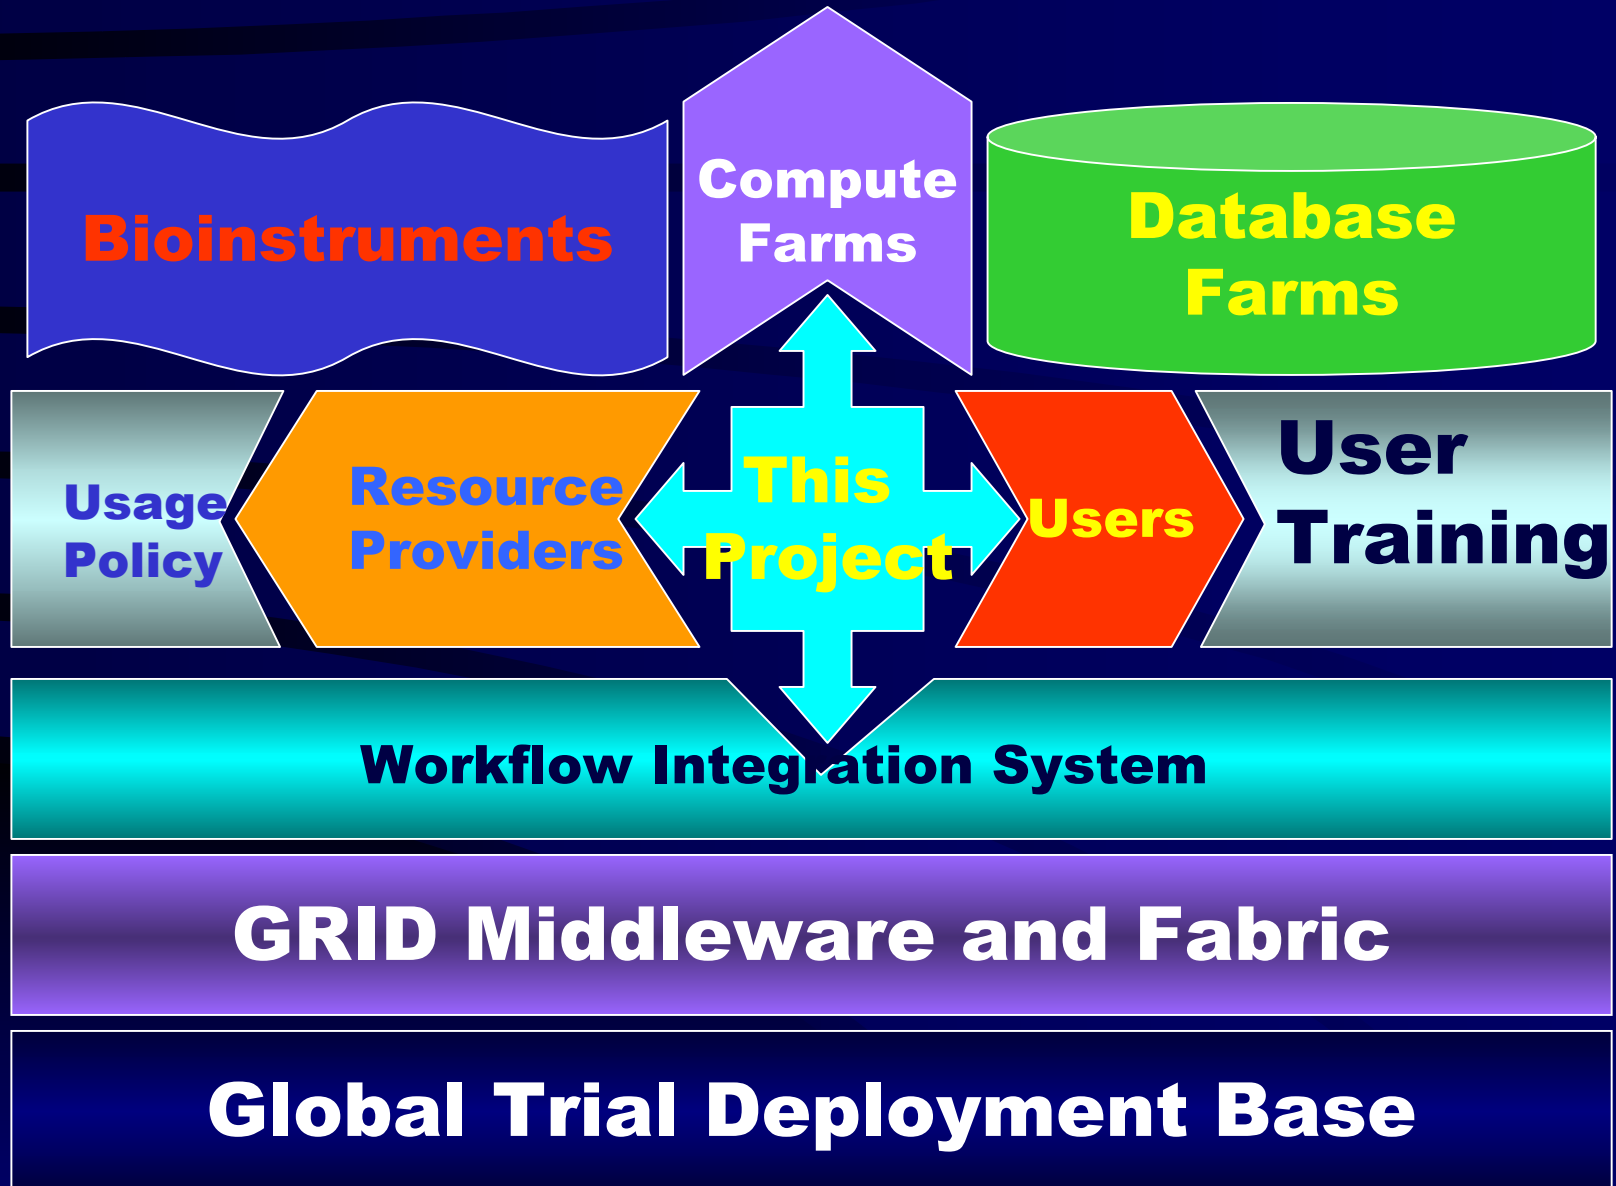 Bioinstruments
Compute
Farms
Database
Farms
Usage
Policy
Resource
Providers
This
Project
Users
User
Training
Workflow Integration System
GRID Middleware and Fabric
Global Trial Deployment Base